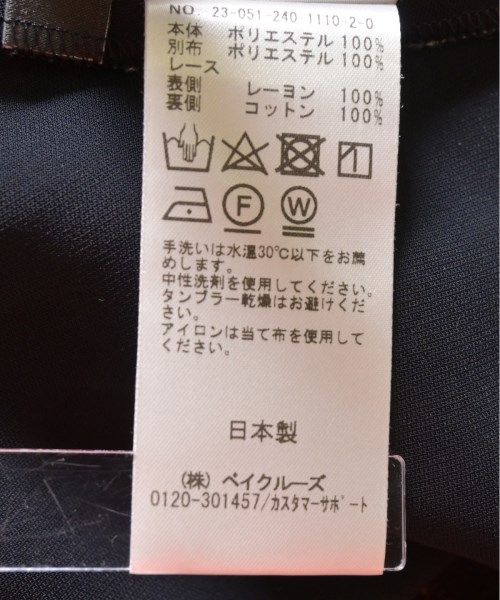 NO. 23-051-240-1110-2-0
本体 ポリエステル 100%
別布 ポリエステル 100%
レース
表側 レーヨン 100%
裏側 コットン 100%
F W
手洗いは水温30℃以下をお薦
めします。
中性洗剤を使用してください。
タンブラー乾燥はお避けくだ
さい。
アイロンは当て布を使用して
ください。
日本製
(株) ベイクルーズ
0120-301457/カスタマーサポート